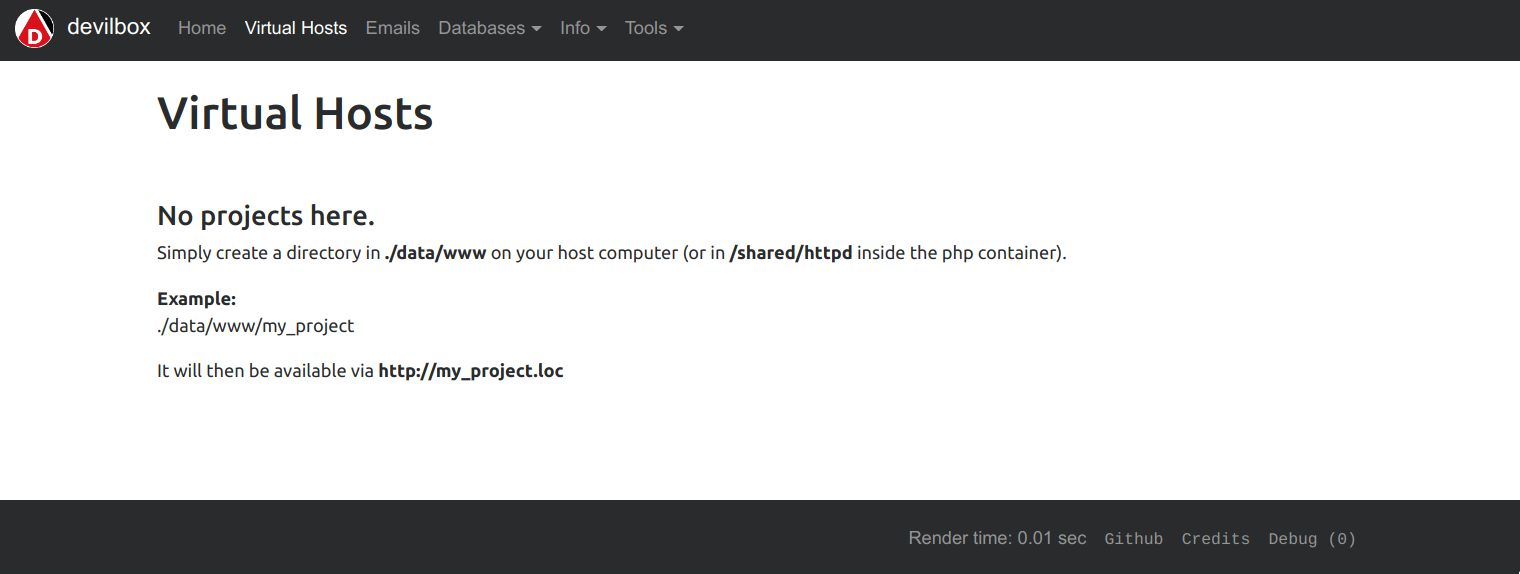 D devilbox Home Virtual Hosts Emails Databases Info Tools
Virtual Hosts
No projects here.
Simply create a directory in ./data/www on your host computer (or in /shared/httpd inside the php container).
Example:
./data/www/my_project
It will then be available via http://my_project.loc
Render time: 0.01 sec Github Credits Debug (0)